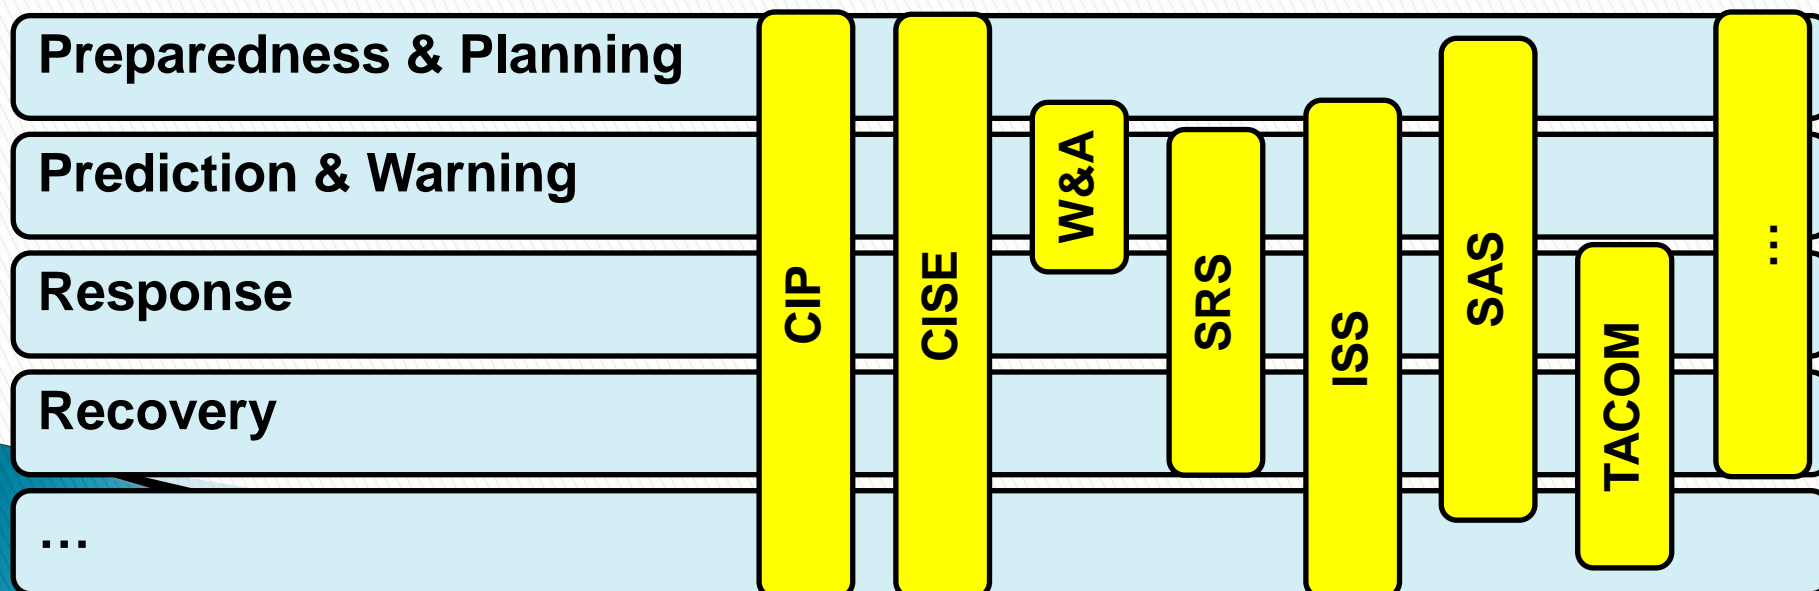 Preparedness & Planning
Prediction & Warning
Response
Recovery
…
CIP
CISE
W&A
SRS
ISS
SAS
TACOM
…